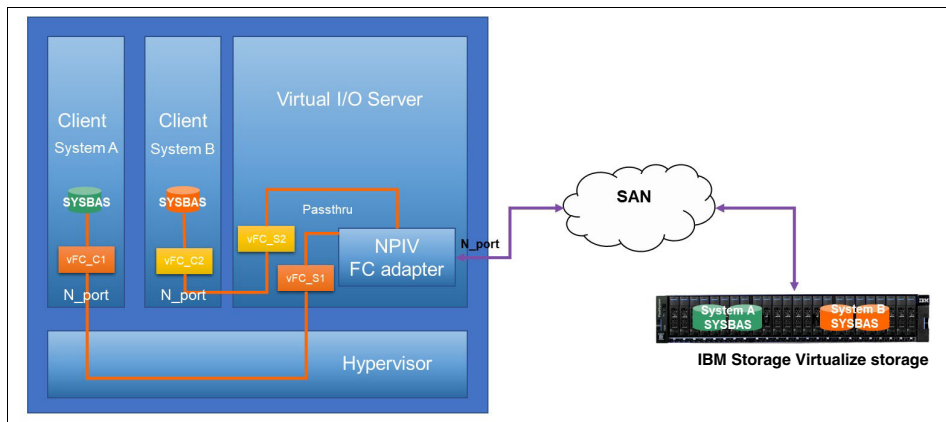 Client
System A
SYSBAS
vFC_C1
N_port
Client
System B
SYSBAS
vFC_C2
N_port
Virtual I/O Server
Passthru
vFC_S2
vFC_S1
NPIV
FC adapter
N_port
Hypervisor
SAN
System A
SYSBAS
System B
SYSBAS
IBM
IBM Storage Virtualize storage